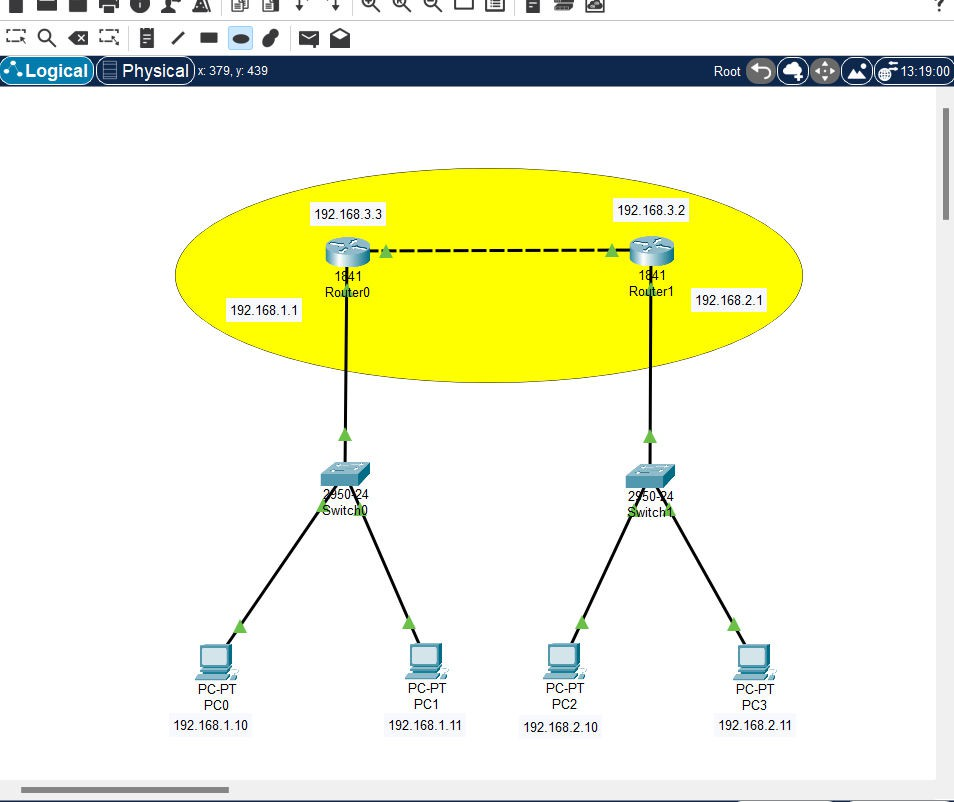 ?
Logical
Physical
x: 379, y: 439
Root
13:19:00
192.168.3.3
192.168.3.2
1841
Router0
1841
Router1
192.168.1.1
192.168.2.1
2950-24
Switch0
2950-24
Switch1
PC-PT
PC0
192.168.1.10
PC-PT
PC1
192.168.1.11
PC-PT
PC2
192.168.2.10
PC-PT
PC3
192.168.2.11